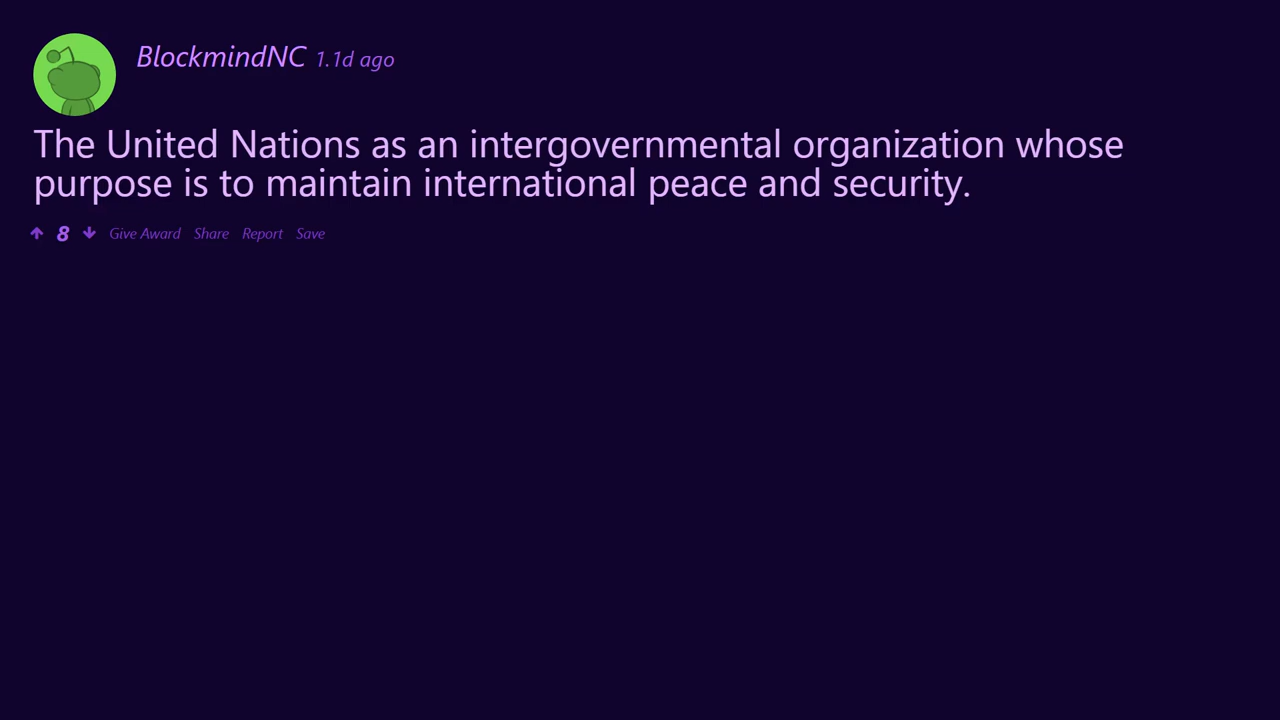 BlockmindNC 1.1d ago
The United Nations as an intergovernmental organization whose
purpose is to maintain international peace and security.
8 Give Award Share Report Save